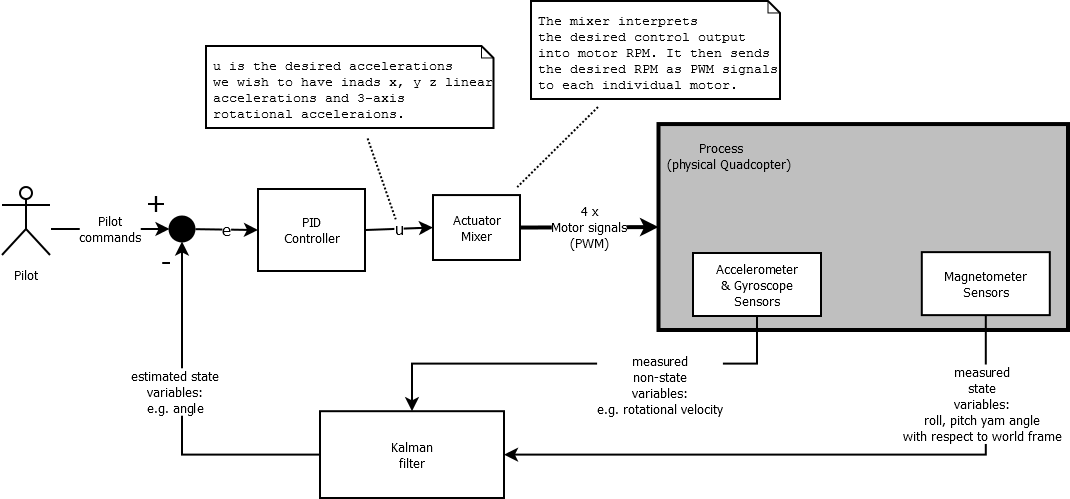 The mixer interprets
the desired control output
into motor RPM. It then sends
the desired RPM as PWM signals
to each individual motor.
u is the desired accelerations
we wish to have inads x, y z linear
accelerations and 3-axis
rotational acceleraions.
Process
(physical Quadcopter)
Pilot
+
Pilot
commands
-
e
PID
Controller
u
Actuator
Mixer
4 x
Motor signals
(PWM)
Accelerometer
& Gyroscope
Sensors
Magnetometer
Sensors
estimated state
variables:
e.g. angle
measured
non-state
variables:
e.g. rotational velocity
measured
state
variables:
roll, pitch yam angle
with respect to world frame
Kalman
filter